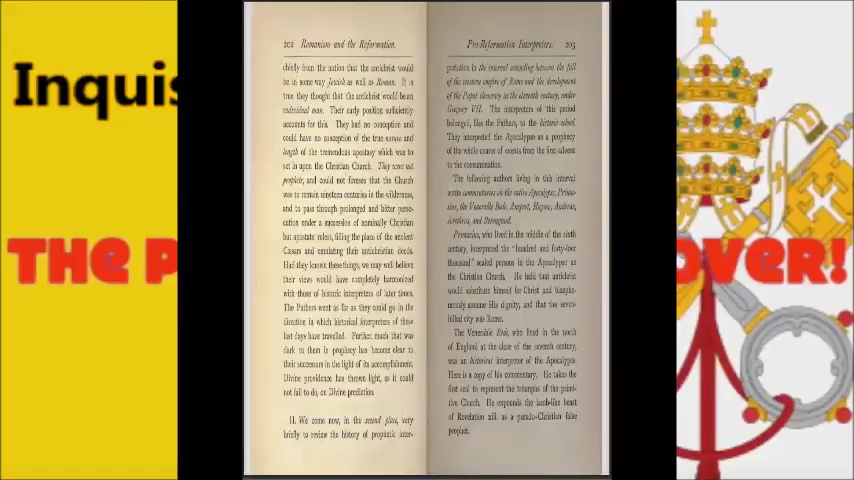 Inquis
THE P
OVER!
202 Romanism and the Reformation.
chiefly from the notion that the antichrist would
be in some way Jewish as well as Roman. It is
true they thought that the antichrist would be an
individual man. Their early position sufficiently
accounts for this. They had no conception and
could have no conception of the true nature and
length of the tremendous apostasy which was to
set in upon the Christian Church. They were not
prophets, and could not foresee that the Church
was to remain nineteen centuries in the wilderness,
and to pass through prolonged and bitter perse-
cution under a succession of nominally Christian
but apostate rulers, filling the place of the ancient
Cæsars and emulating their antichristian deeds.
Had they known these things, we may well believe
their views would have completely harmonized
with those of historic interpreters of later times.
The Fathers went as far as they could go in the
direction in which historical interpreters of these
last days have travelled. Further, much that was
dark to them in prophecy has become clear to
their successors in the light of its accomplishment.
Divine providence has thrown light, as it could
not fail to do, on Divine prediction.
II. We come now, in the second place, very
briefly to review the history of prophetic inter-
Pre-Reformation Interpreters. 203
pretation in the interval extending between the fall
of the western empire of Rome and the development
of the Papal theocracy in the eleventh century, under
Gregory VII. The interpreters of this period
belonged, like the Fathers, to the historic school.
They interpreted the Apocalypse as a prophecy
of the whole course of events from the first advent
to the consummation.
The following authors living in this interval
wrote commentaries on the entire Apocalypse, Prima-
sius, the Venerable Bede, Anspert, Haymo, Andreas,
Arethras, and Berengaud.
Primasius, who lived in the middle of the sixth
century, interpreted the "hundred and forty-four
thousand" sealed persons in the Apocalypse as
the Christian Church. He held that antichrist
would substitute himself for Christ and blasphe-
mously assume His dignity, and that the seven-
hilled city was Rome.
The Venerable Bede, who lived in the north
of England at the close of the seventh century,
was an historical interpreter of the Apocalypse.
Here is a copy of his commentary. He takes the
first seal to represent the triumphs of the primi-
tive Church. He expounds the lamb-like beast
of Revelation xiii. as a pseudo-Christian false
prophet.